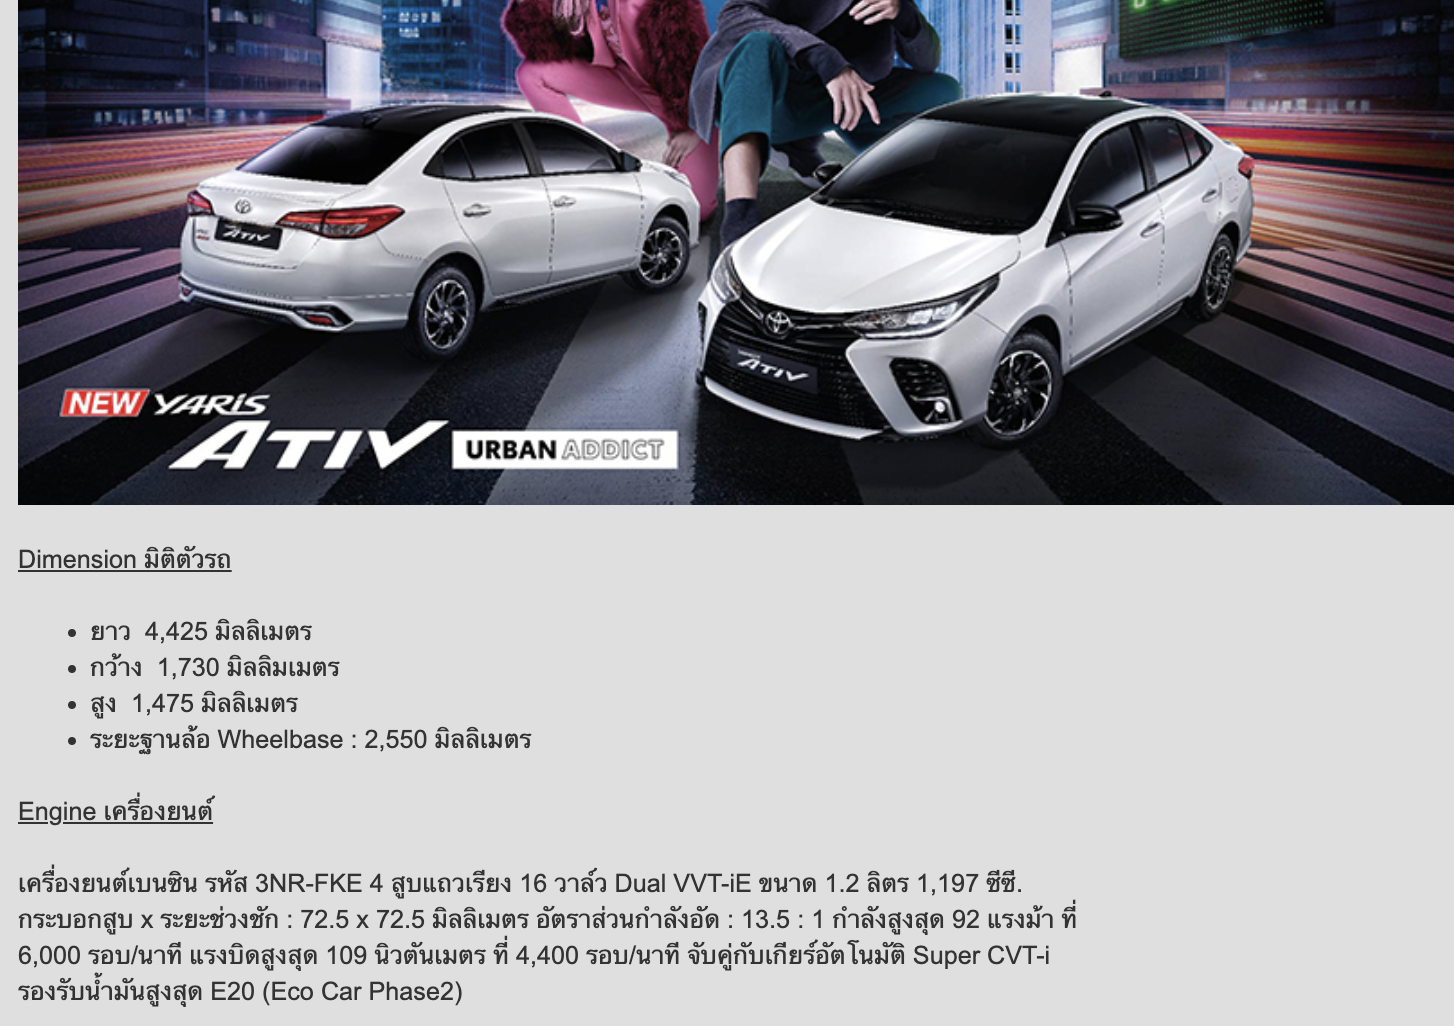 ATIV
ATIV
NEW YARIS
ATIV URBAN ADDICT
Dimension มิติตัวรถ
• ยาว 4,425 มิลลิเมตร
• กว้าง 1,730 มิลลิมเมตร
• สูง 1,475 มิลลิเมตร
• ระยะฐานล้อ Wheelbase : 2,550 มิลลิเมตร
Engine เครื่องยนต์
เครื่องยนต์เบนซิน รหัส 3NR-FKE 4 สูบแถวเรียง 16 วาล์ว Dual VVT-iE ขนาด 1.2 ลิตร 1,197 ซีซี.
กระบอกสูบ x ระยะช่วงชัก : 72.5 x 72.5 มิลลิเมตร อัตราส่วนกำลังอัด : 13.5 : 1 กำลังสูงสุด 92 แรงม้า ที่
6,000 รอบ/นาที แรงบิดสูงสุด 109 นิวตันเมตร ที่ 4,400 รอบ/นาที จับคู่กับเกียร์อัตโนมัติ Super CVT-i
รองรับน้ำมันสูงสุด E20 (Eco Car Phase2)